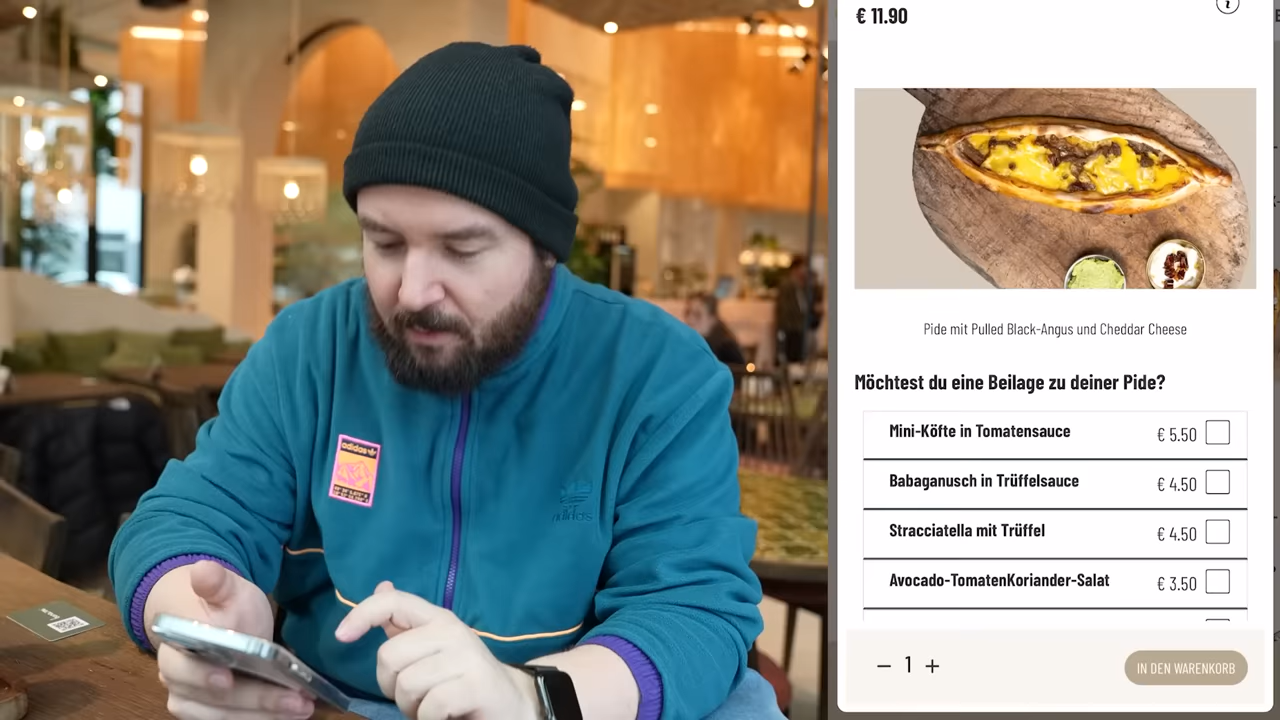 adidas
adidas
€ 11.90
i
Pide mit Pulled Black-Angus und Cheddar Cheese
Möchtest du eine Beilage zu deiner Pide?
Mini-Köfte in Tomatensauce € 5.50
Babaganusch in Trüffelsauce € 4.50
Stracciatella mit Trüffel € 4.50
Avocado-TomatenKoriander-Salat € 3.50
− 1 +
IN DEN WARENKORB